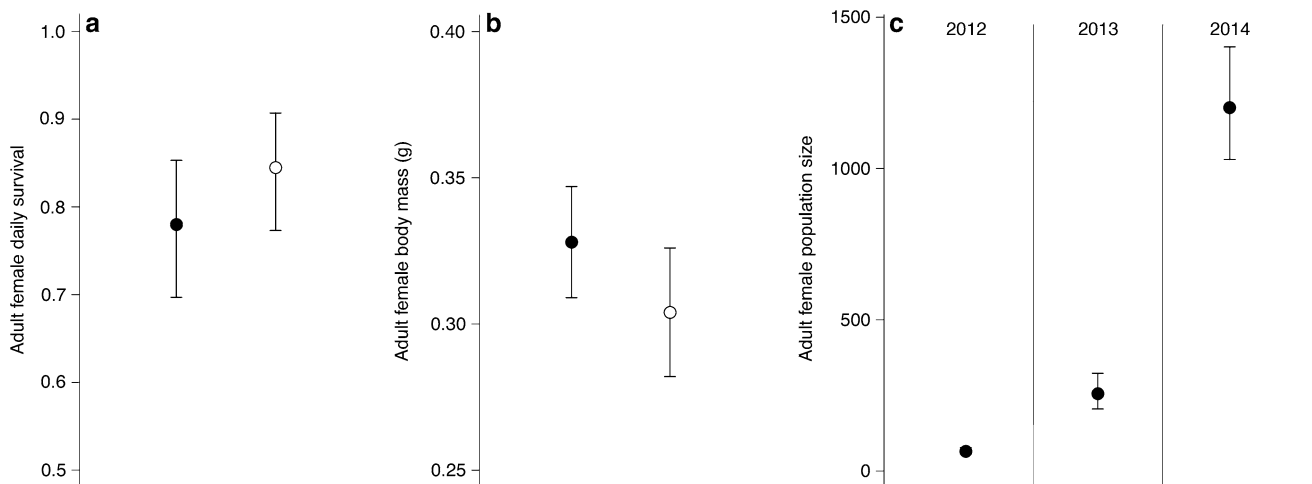 a
Adult female daily survival
1.0
0.9
0.8
0.7
0.6
0.5
b
Adult female body mass (g)
0.40
0.35
0.30
0.25
c
Adult female population size
1500
1000
500
0
2012
2013
2014